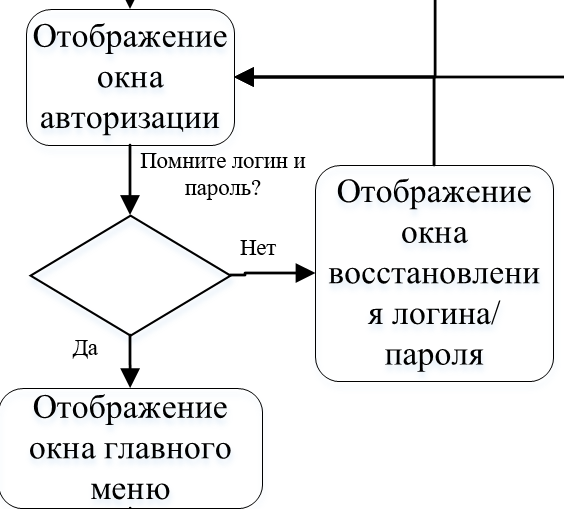 Отображение
окна
авторизации
Помните логин и
пароль?
Нет
Отображение
окна
восстановлени
я логина/
пароля
Да
Отображение
окна главного
меню